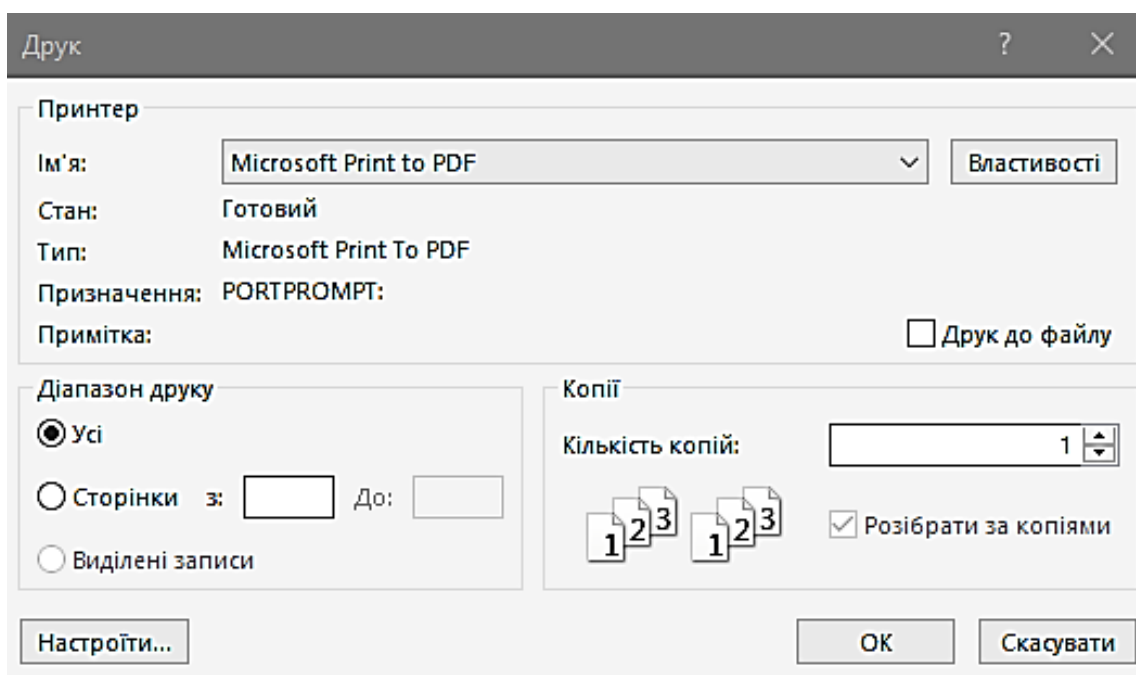 Друк
Принтер
Ім'я: Microsoft Print to PDF Властивості
Стан: Готовий
Тип: Microsoft Print To PDF
Призначення: PORTPROMPT:
Примітка: Друк до файлу
Діапазон друку
Усі
Сторінки з: До:
Виділені записи
Копії
Кількість копій: 1
1 2 3 1 2 3 Розібрати за копіями
Настроїти... ОК Скасувати